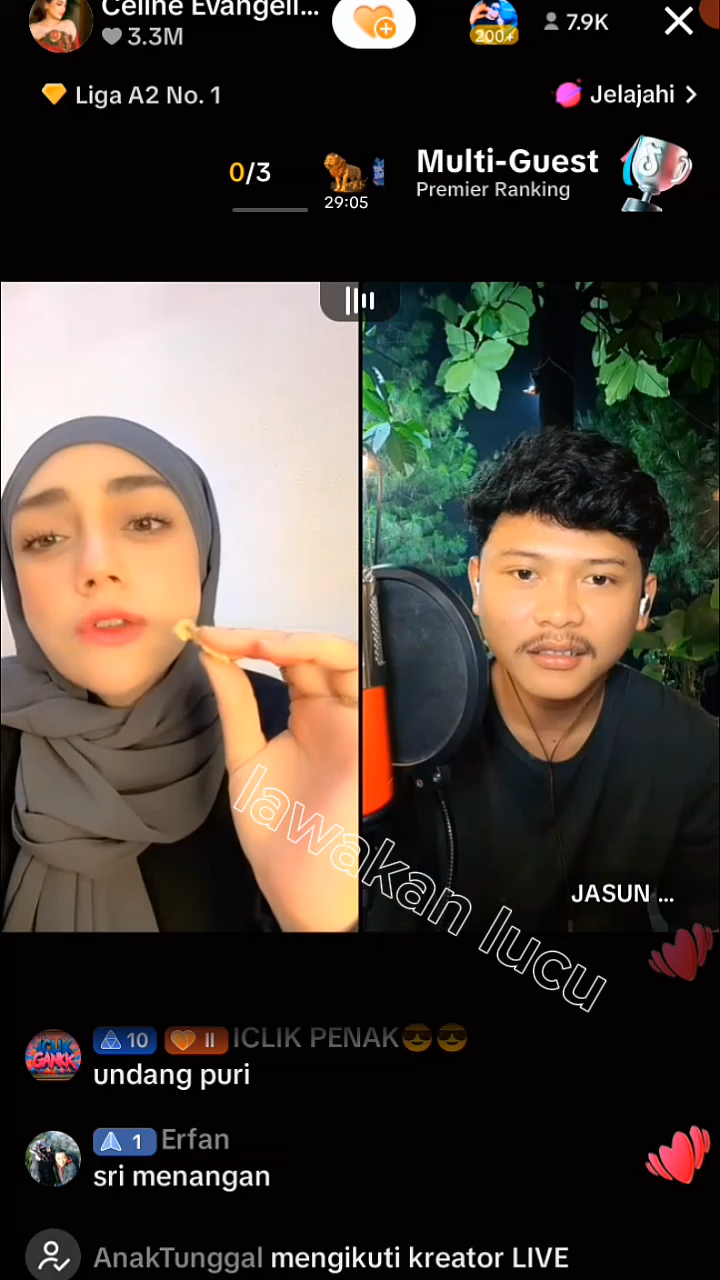 Celine Evangeli...
3.3M
200+
7.9K
Liga A2 No. 1
Jelajahi
0/3
29:05
Multi-Guest
Premier Ranking
lawakan lucu
JASUN ...
10 II ICLIK PENAK😎😎
undang puri
1 Erfan
sri menangan
AnakTunggal mengikuti kreator LIVE